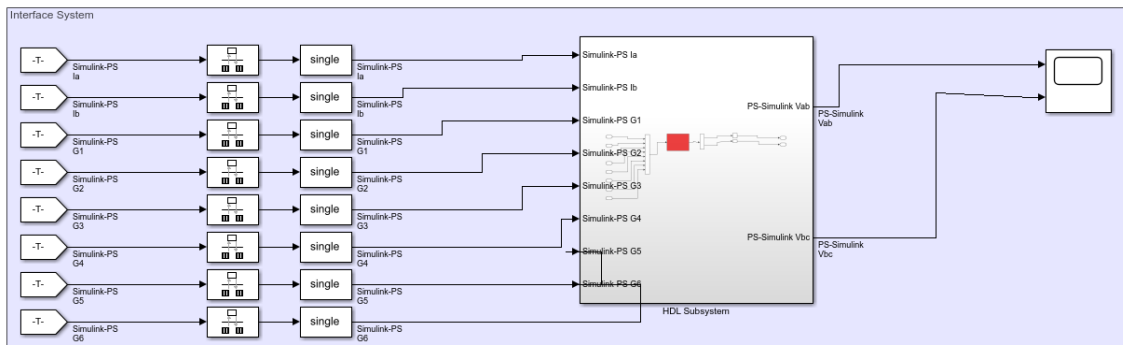 Interface System
-T-
Simulink-PS
Ia
single
Simulink-PS
Ia
-T-
Simulink-PS
Ib
single
Simulink-PS
Ib
-T-
Simulink-PS
G1
single
Simulink-PS
G1
-T-
Simulink-PS
G2
single
Simulink-PS
G2
-T-
Simulink-PS
G3
single
Simulink-PS
G3
-T-
Simulink-PS
G4
single
Simulink-PS
G4
-T-
Simulink-PS
G5
single
Simulink-PS
G5
-T-
Simulink-PS
G6
single
Simulink-PS Ia
Simulink-PS Ib
Simulink-PS G1
Simulink-PS G2
Simulink-PS G3
Simulink-PS G4
Simulink-PS G5
Simulink-PS G6
PS-Simulink Vab
PS-Simulink Vbc
HDL Subsystem
Simulink-PS
G6
PS-Simulink
Vab
PS-Simulink
Vbc